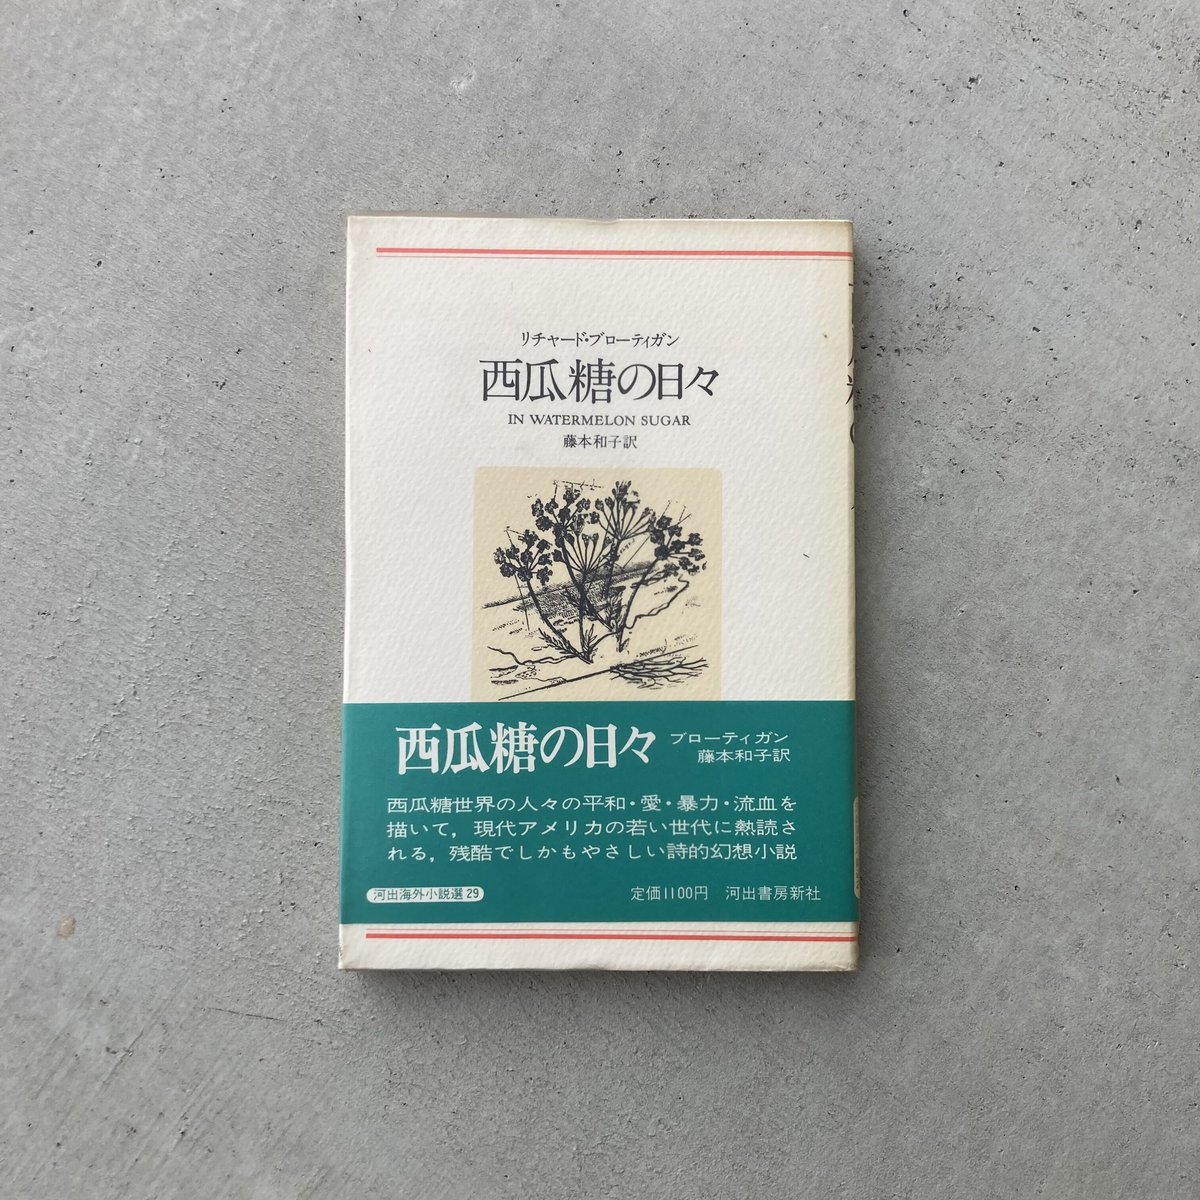 リチャード・ブローティガン
西瓜糖の日々
IN WATERMELON SUGAR
藤本和子訳
西瓜糖の日々
ブローティガン
藤本和子訳
西瓜糖世界の人々の平和・愛・暴力・流血を
描いて，現代アメリカの若い世代に熱読さ
れる，残酷でしかもやさしい詩的幻想小説
河出海外小説選29
定価1100円　河出書房新社